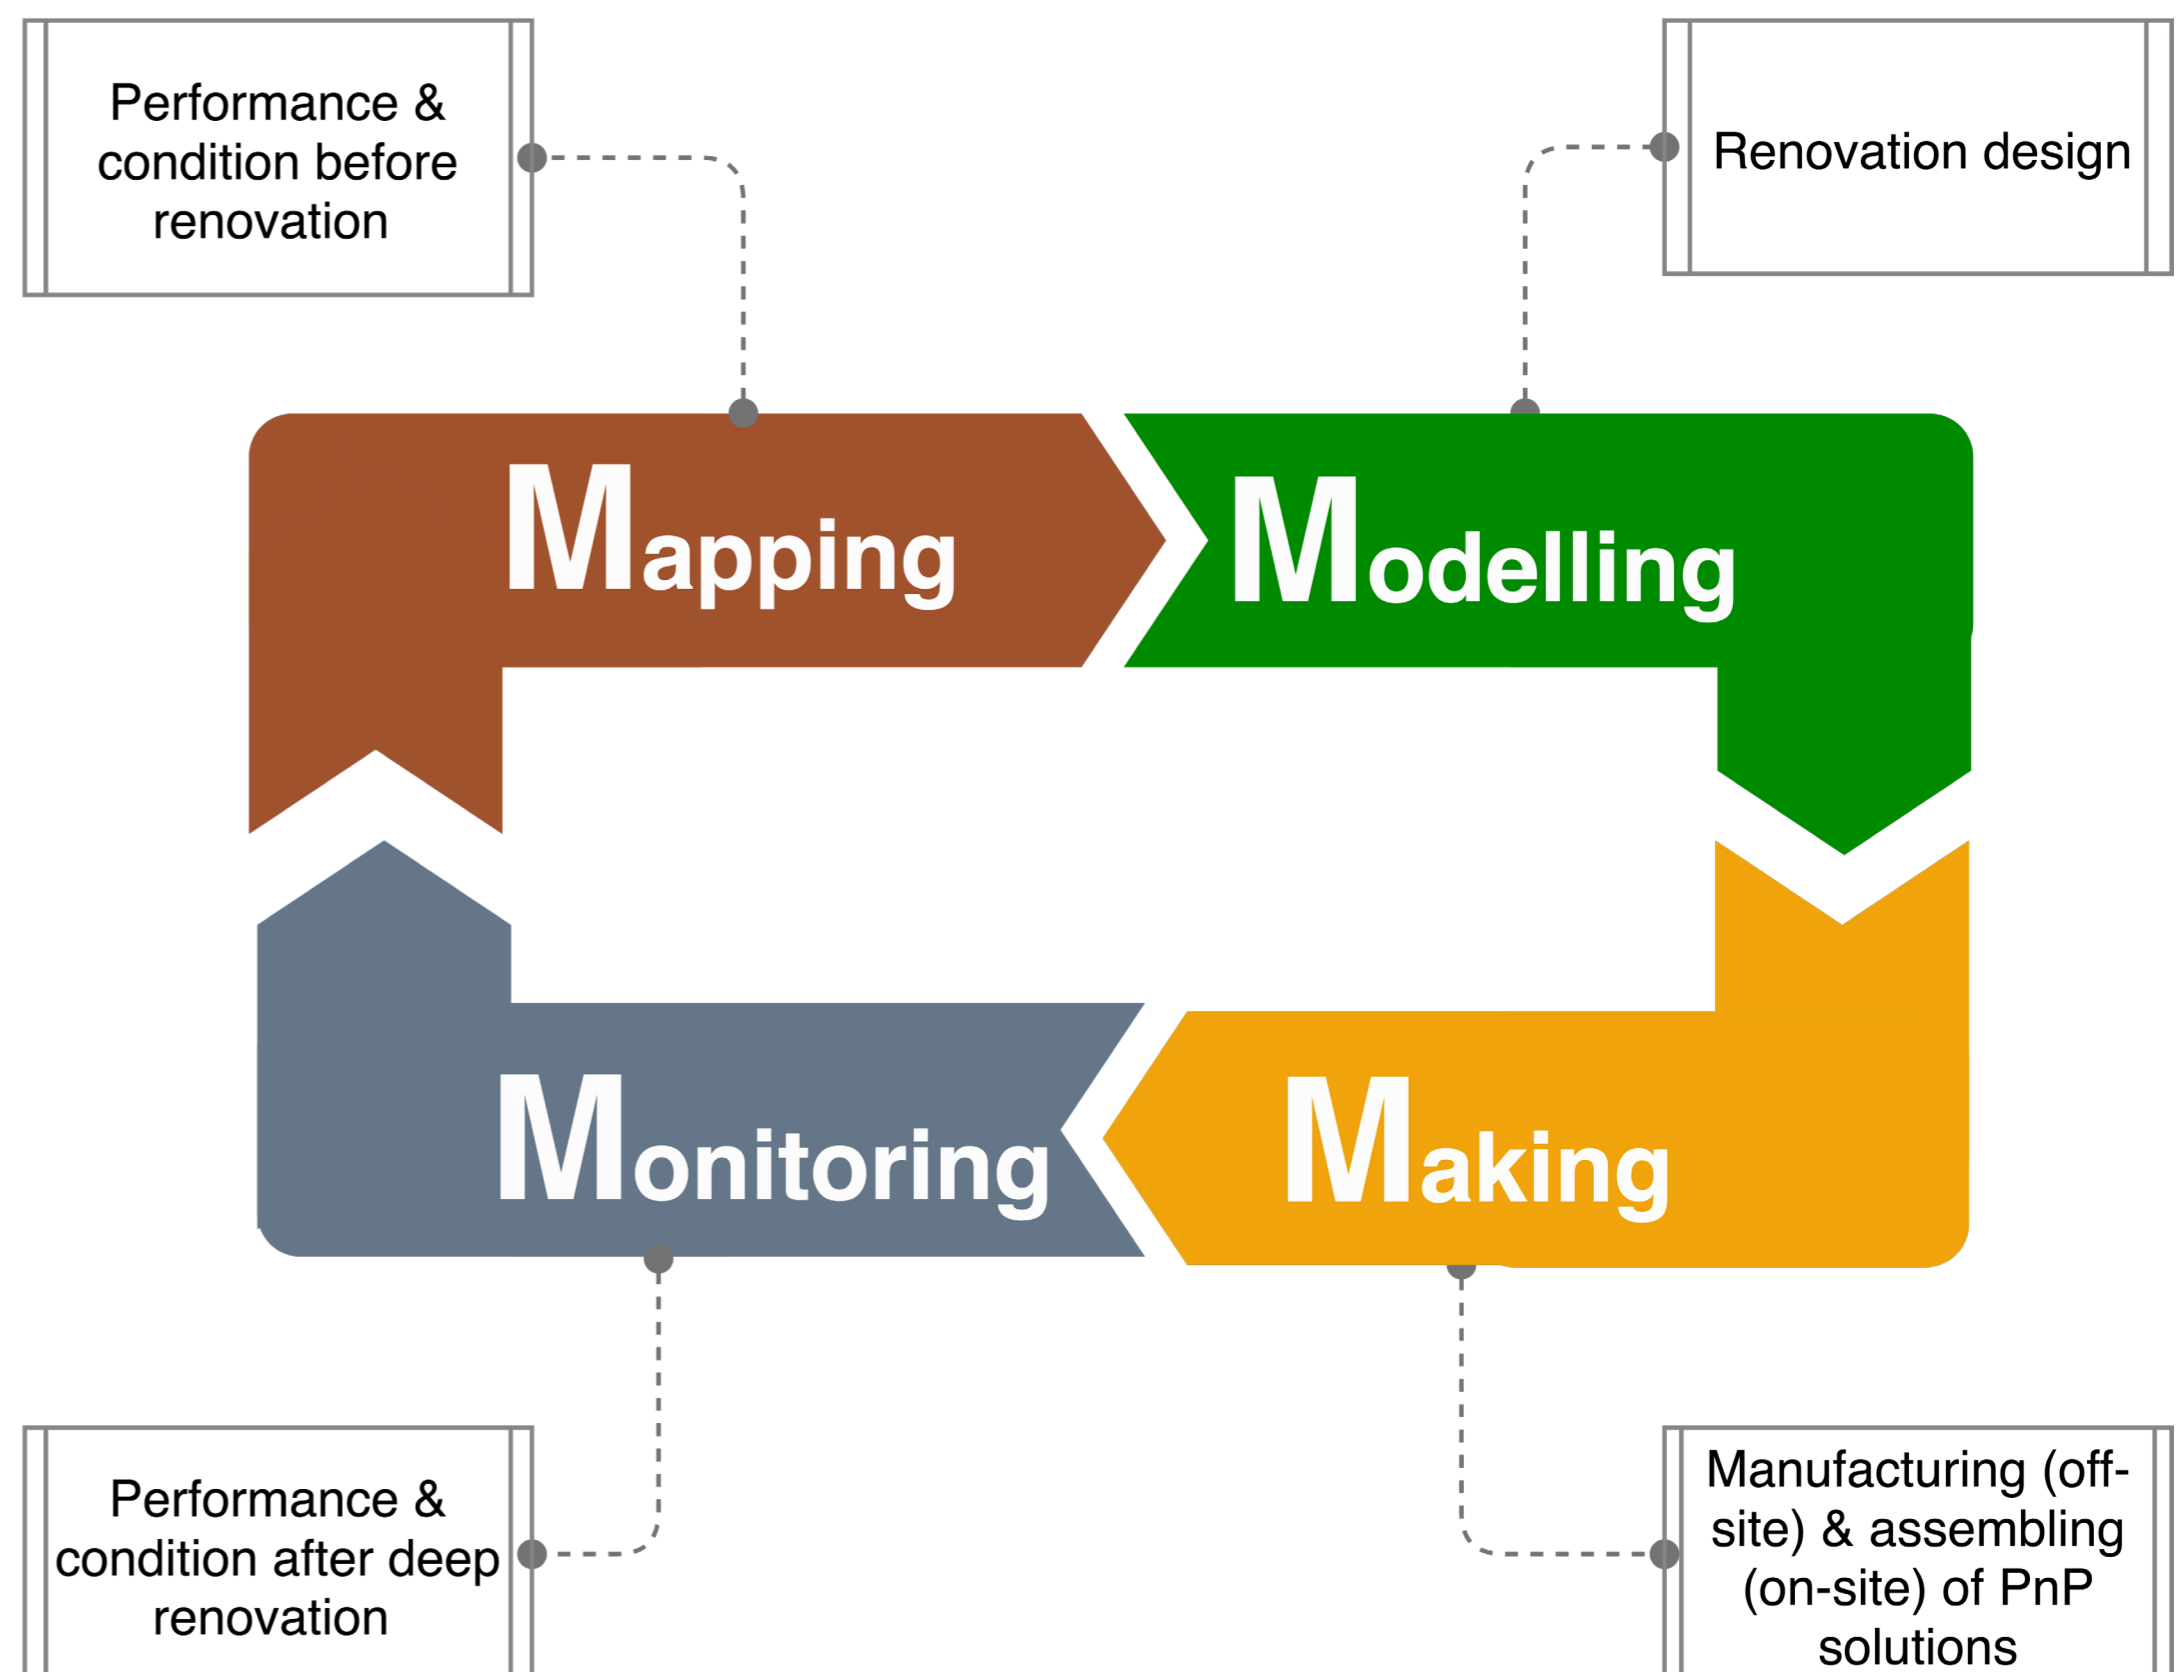 Performance &
condition before
renovation
Renovation design
Mapping
Modelling
Monitoring
Making
Performance &
condition after deep
renovation
Manufacturing (off-
site) & assembling
(on-site) of PnP
solutions